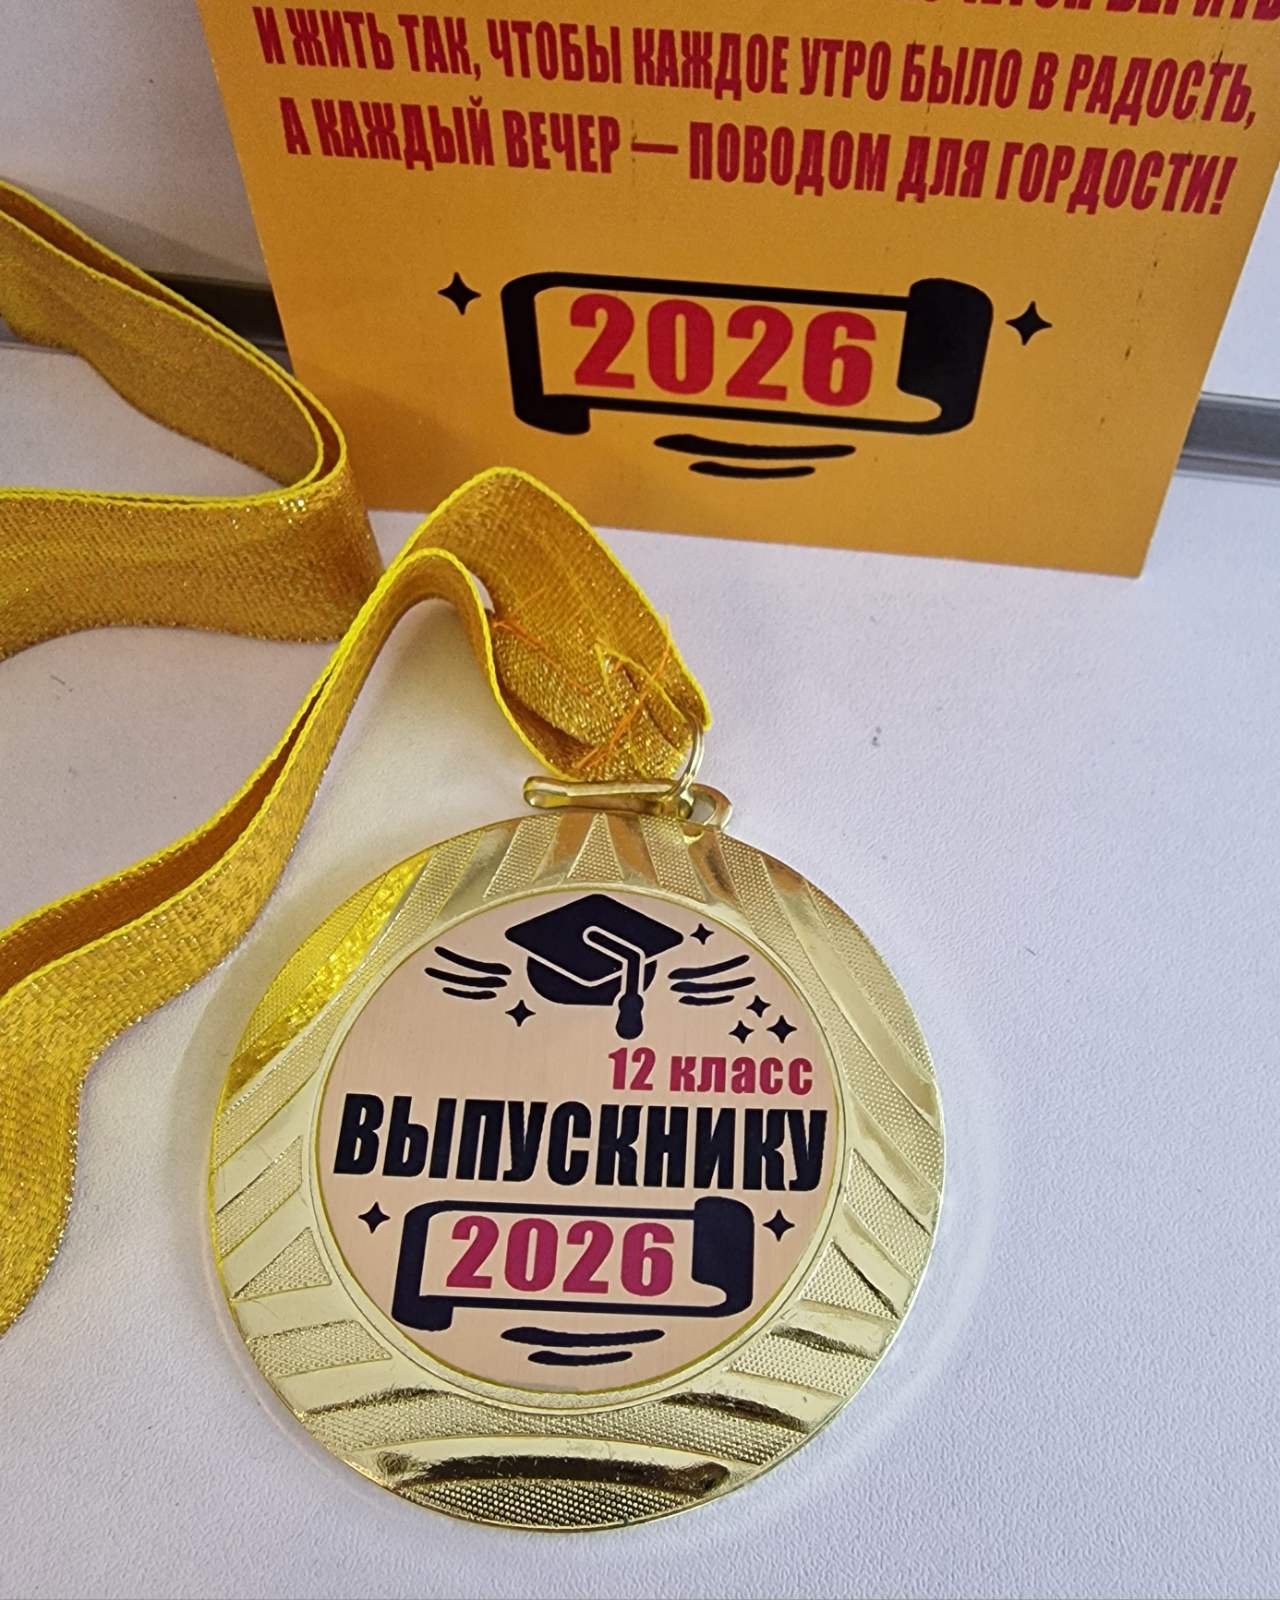 И ЖИТЬ ТАК, ЧТОБЫ КАЖДОЕ УТРО БЫЛО В РАДОСТЬ,
А КАЖДЫЙ ВЕЧЕР — ПОВОДОМ ДЛЯ ГОРДОСТИ!
2026
12 класс
ВЫПУСКНИКУ
2026